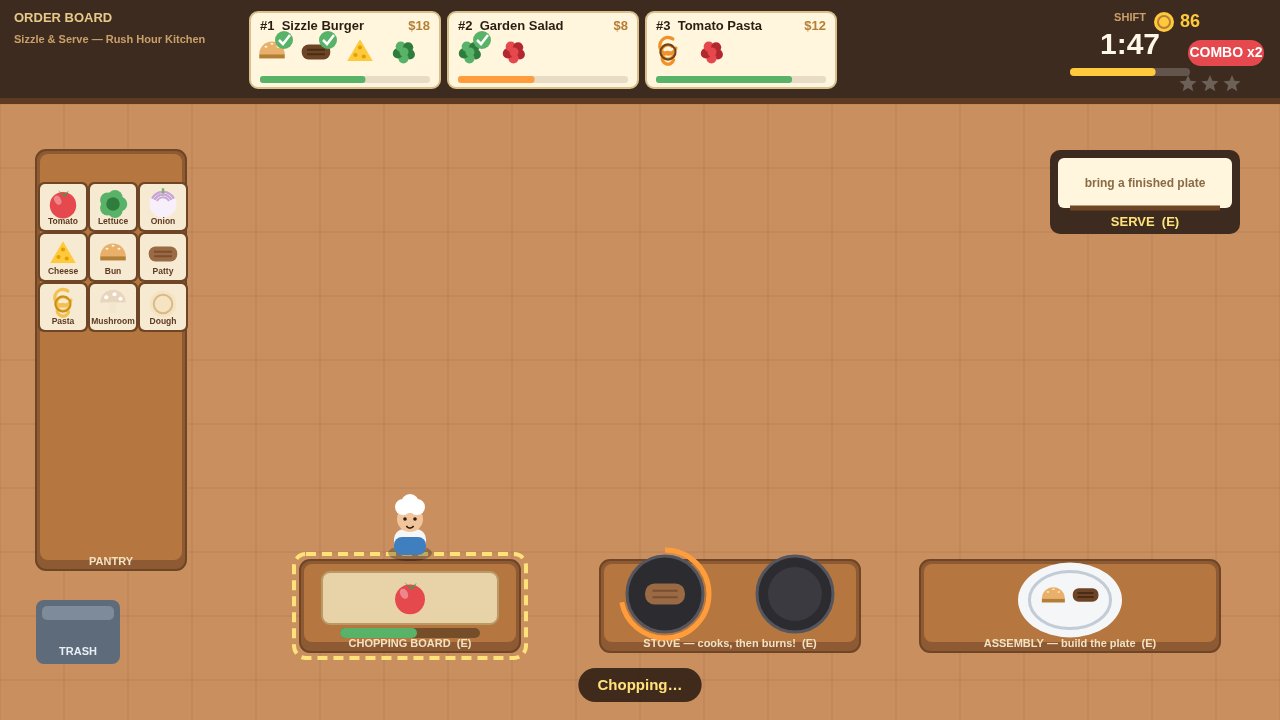 ORDER BOARD
Sizzle & Serve — Rush Hour Kitchen
#1 Sizzle Burger $18
#2 Garden Salad $8
#3 Tomato Pasta $12
SHIFT
86
1:47
COMBO x2
Tomato Lettuce Onion
Cheese Bun Patty
Pasta Mushroom Dough
PANTRY
TRASH
bring a finished plate
SERVE (E)
CHOPPING BOARD (E)
STOVE — cooks, then burns! (E)
ASSEMBLY — build the plate (E)
Chopping…